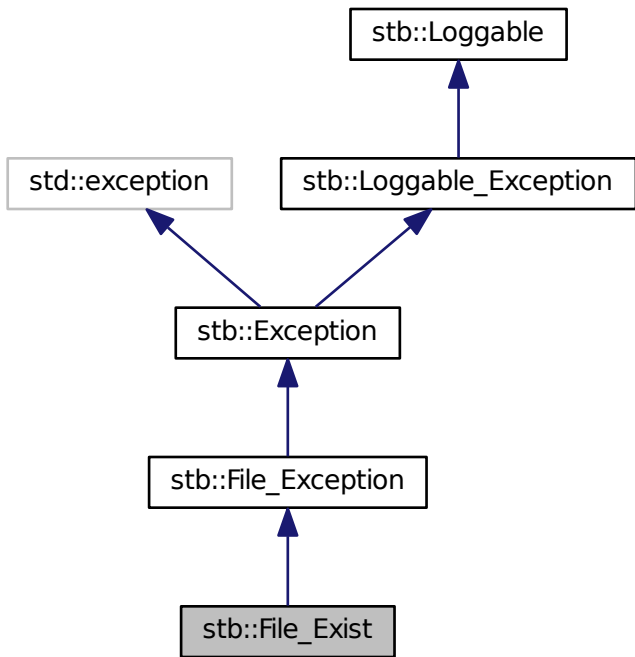 stb::Loggable
std::exception
stb::Loggable_Exception
stb::Exception
stb::File_Exception
stb::File_Exist